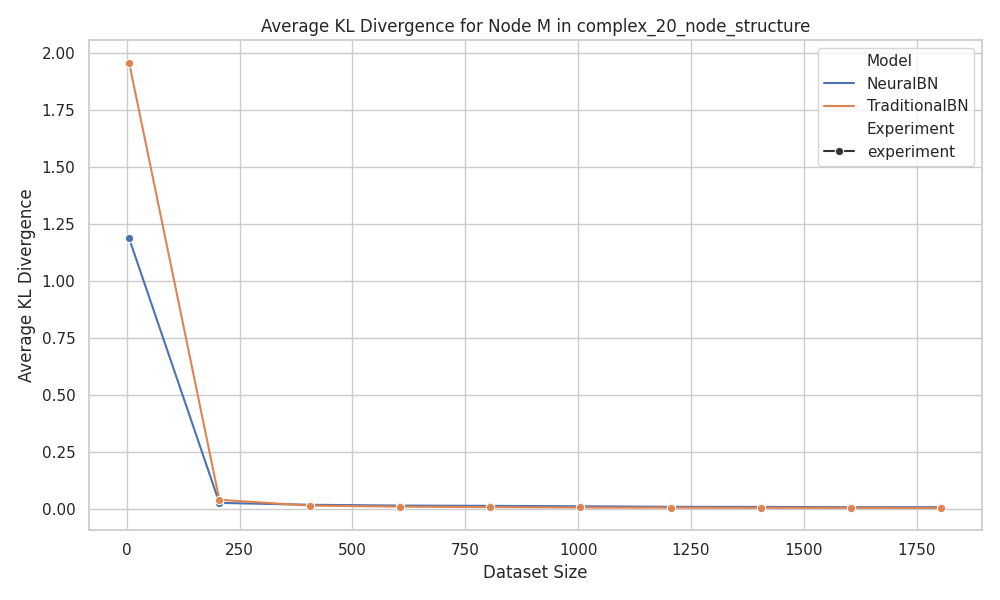 Average KL Divergence for Node M in complex_20_node_structure
Model
NeuralBN
TraditionalBN
Experiment
experiment
Average KL Divergence
2.00
1.75
1.50
1.25
1.00
0.75
0.50
0.25
0.00
0 250 500 750 1000 1250 1500 1750
Dataset Size